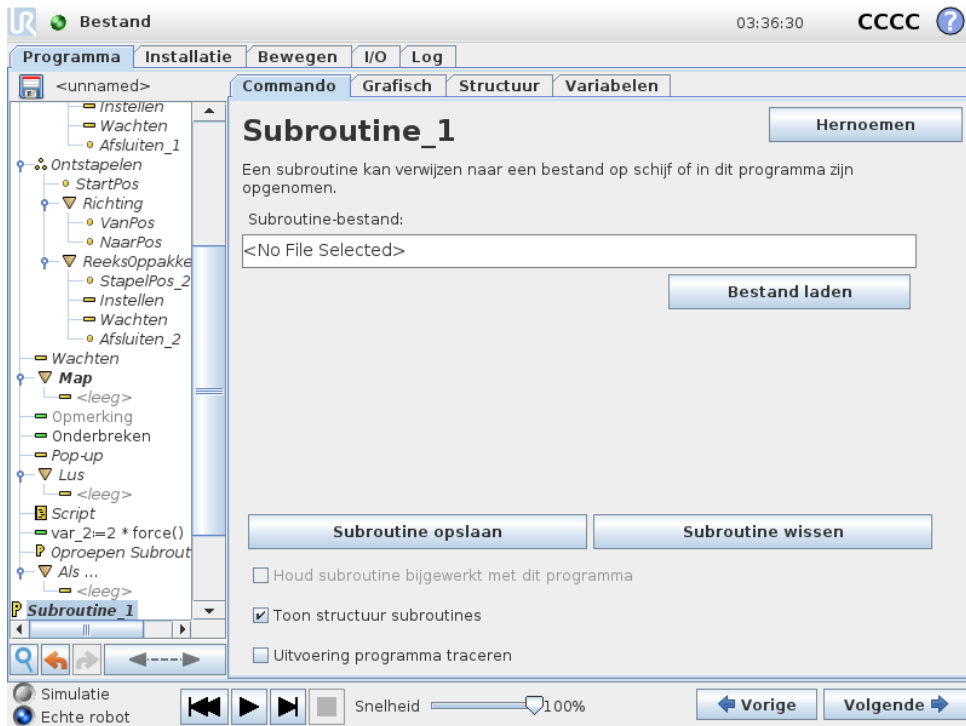 UR Bestand 03:36:30 CCCC ?
Programma Installatie Bewegen I/O Log
<unnamed>
Instellen
Wachten
Afsluiten_1
Ontstapelen
StartPos
Richting
VanPos
NaarPos
ReeksOppakke
StapelPos_2
Instellen
Wachten
Afsluiten_2
Wachten
Map
<leeg>
Opmerking
Onderbreken
Pop-up
Lus
<leeg>
Script
var_2:=2 * force()
Oproepen Subrout
Als ...
<leeg>
Subroutine_1
Commando Grafisch Structuur Variabelen
Subroutine_1
Hernoemen
Een subroutine kan verwijzen naar een bestand op schijf of in dit programma zijn
opgenomen.
Subroutine-bestand:
<No File Selected>
Bestand laden
Subroutine opslaan Subroutine wissen
Houd subroutine bijgewerkt met dit programma
Toon structuur subroutines
Uitvoering programma traceren
Simulatie
Echte robot
Snelheid 100%
Vorige Volgende